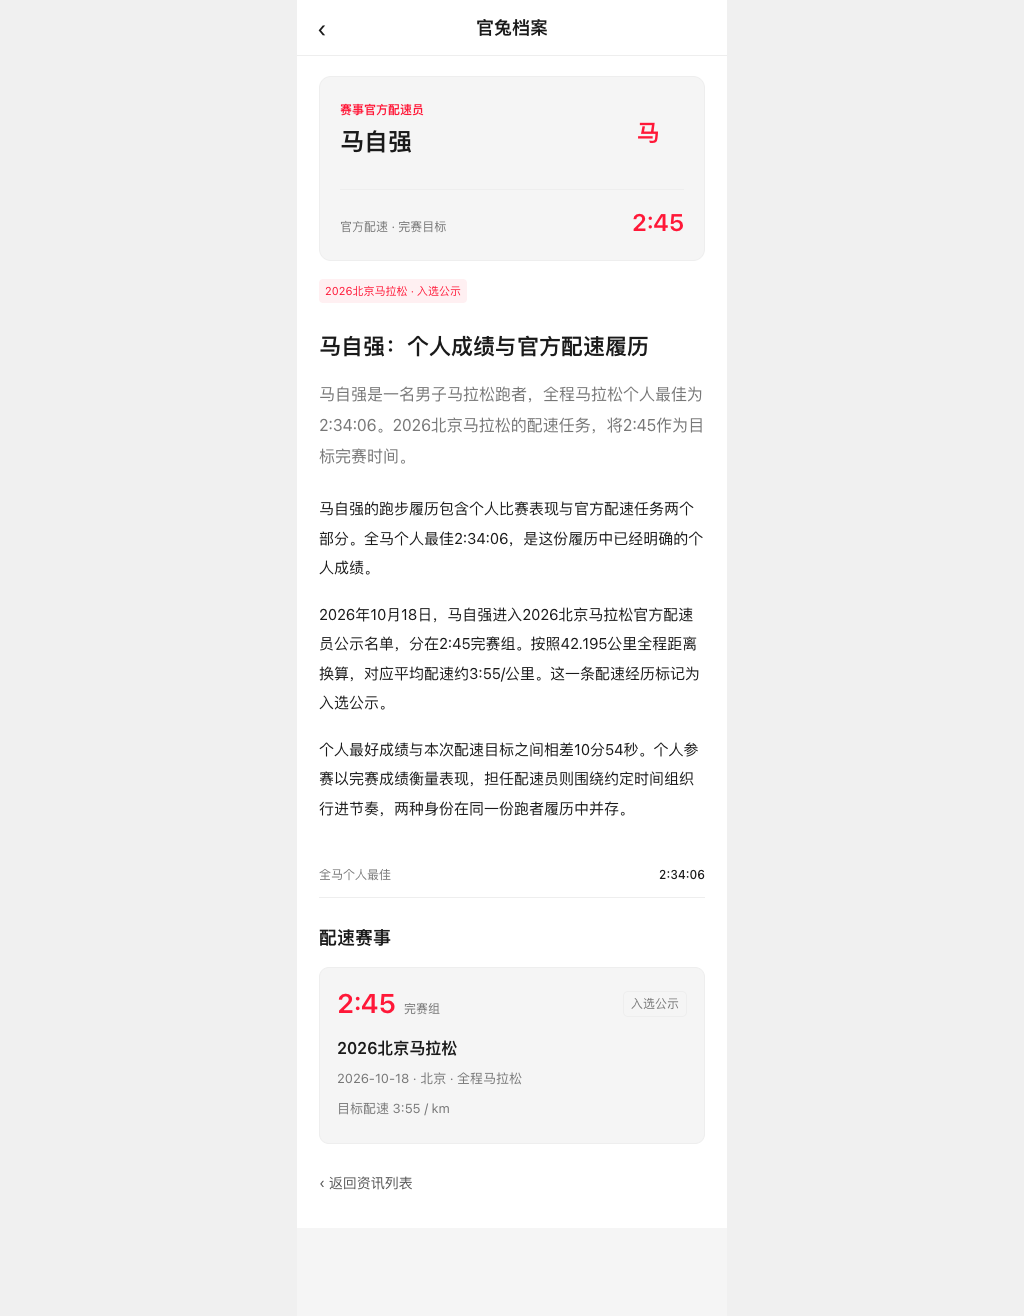 ‹
官兔档案
赛事官方配速员
马自强
马
官方配速 · 完赛目标
2:45
2026北京马拉松 · 入选公示
马自强：个人成绩与官方配速履历
马自强是一名男子马拉松跑者，全程马拉松个人最佳为
2:34:06。2026北京马拉松的配速任务，将2:45作为目
标完赛时间。
马自强的跑步履历包含个人比赛表现与官方配速任务两个
部分。全马个人最佳2:34:06，是这份履历中已经明确的个
人成绩。
2026年10月18日，马自强进入2026北京马拉松官方配速
员公示名单，分在2:45完赛组。按照42.195公里全程距离
换算，对应平均配速约3:55/公里。这一条配速经历标记为
入选公示。
个人最好成绩与本次配速目标之间相差10分54秒。个人参
赛以完赛成绩衡量表现，担任配速员则围绕约定时间组织
行进节奏，两种身份在同一份跑者履历中并存。
全马个人最佳
2:34:06
配速赛事
2:45 完赛组
入选公示
2026北京马拉松
2026-10-18 · 北京 · 全程马拉松
目标配速 3:55 / km
‹ 返回资讯列表